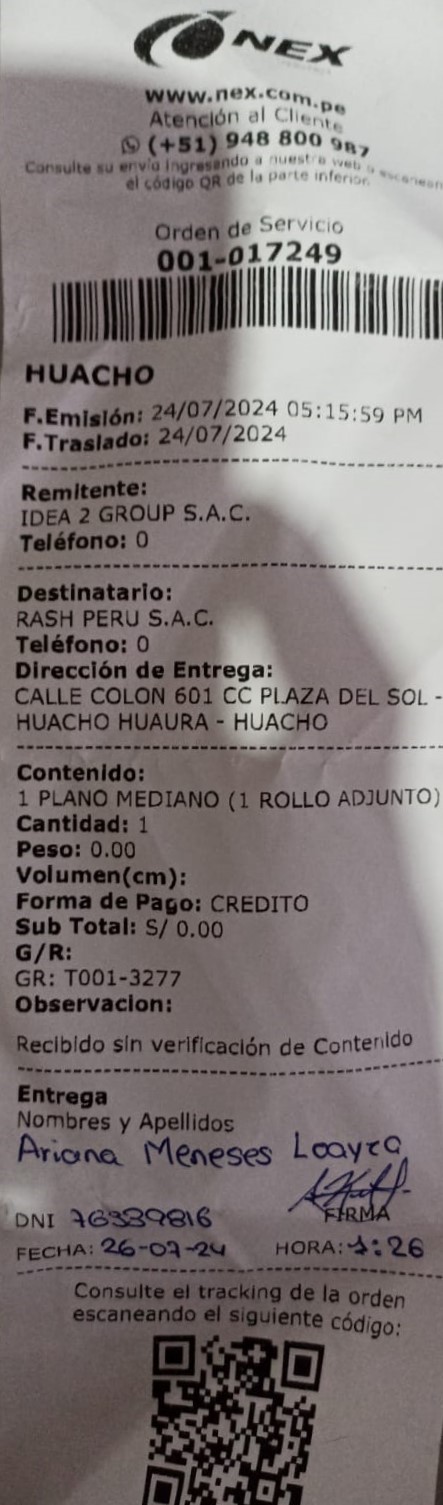 NEX
www.nex.com.pe
Atención al Cliente
(+51) 948 800 987
Consulte su envío ingresando a nuestra web o
el código QR de la parte inferior.
Orden de Servicio
001-017249
HUACHO
F.Emisión: 24/07/2024 05:15:59 PM
F.Traslado: 24/07/2024
Remitente:
IDEA 2 GROUP S.A.C.
Teléfono: 0
Destinatario:
RASH PERU S.A.C.
Teléfono: 0
Dirección de Entrega:
CALLE COLON 601 CC PLAZA DEL SOL -
HUACHO HUAURA - HUACHO
Contenido:
1 PLANO MEDIANO (1 ROLLO ADJUNTO)
Cantidad: 1
Peso: 0.00
Volumen(cm):
Forma de Pago: CREDITO
Sub Total: S/ 0.00
G/R:
GR: T001-3277
Observacion:
Recibido sin verificación de Contenido
Entrega
Nombres y Apellidos
Ariana Meneses Loayza
FIRMA
DNI 76389816
FECHA: 26-07-24 HORA: 1:26
Consulte el tracking de la orden
escaneando el siguiente código: